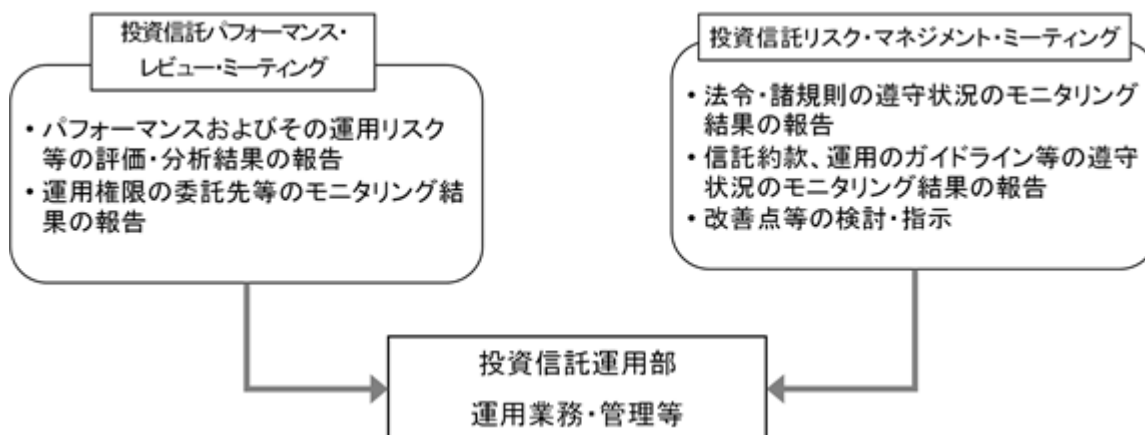 投資信託パフォーマンス・
レビュー・ミーティング
• パフォーマンスおよびその運用リスク
等の評価・分析結果の報告
• 運用権限の委託先等のモニタリング結
果の報告
投資信託リスク・マネジメント・ミーティング
• 法令・諸規則の遵守状況のモニタリング
結果の報告
• 信託約款、運用のガイドライン等の遵守
状況のモニタリング結果の報告
• 改善点等の検討・指示
投資信託運用部
運用業務・管理等